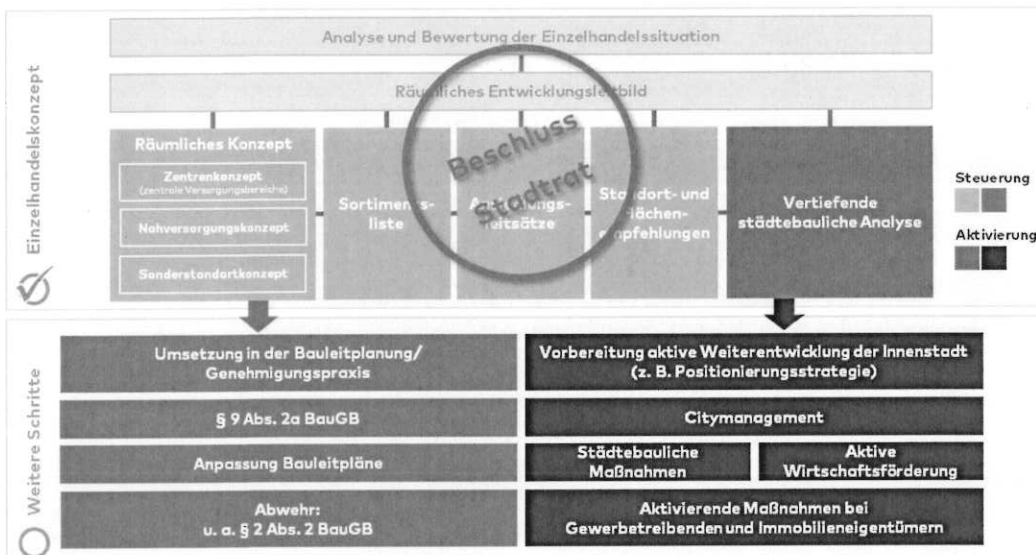 Einzelhandelskonzept
Analyse und Bewertung der Einzelhandelssituation
Räumliches Entwicklungsleitbild
Räumliches Konzept
Zentrenkonzept
(zentrale Versorgungsbereiche)
Nahversorgungskonzept
Sonderstandortkonzept
Sortiments-
liste
Standort- und
Flächen-
empfehlungen
Vertiefende
städtebauliche Analyse
Beschluss
Stadtrat
Steuerung
Aktivierung
Weitere Schritte
Umsetzung in der Bauleitplanung/
Genehmigungspraxis
§ 9 Abs. 2a BauGB
Anpassung Bauleitpläne
Abwehr:
u. a. § 2 Abs. 2 BauGB
Vorbereitung aktive Weiterentwicklung der Innenstadt
(z. B. Positionierungsstrategie)
Citymanagement
Städtebauliche
Maßnahmen
Aktive
Wirtschaftsförderung
Aktivierende Maßnahmen bei
Gewerbetreibenden und Immobilieneigentümern